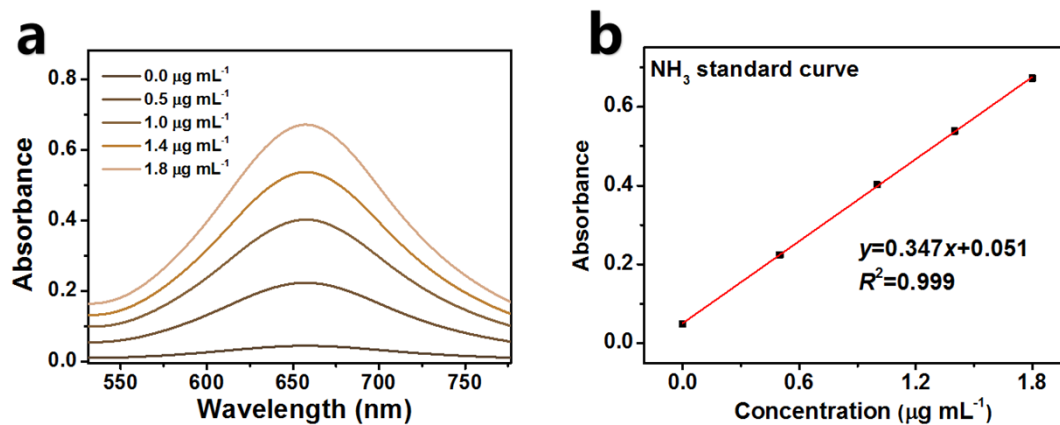 a
0.0 μg mL⁻¹
0.5 μg mL⁻¹
1.0 μg mL⁻¹
1.4 μg mL⁻¹
1.8 μg mL⁻¹
Absorbance
0.8
0.6
0.4
0.2
0.0
550 600 650 700 750
Wavelength (nm)
b
NH₃ standard curve
Absorbance
0.6
0.4
0.2
0.0
y=0.347x+0.051
R²=0.999
0.0 0.6 1.2 1.8
Concentration (μg mL⁻¹)